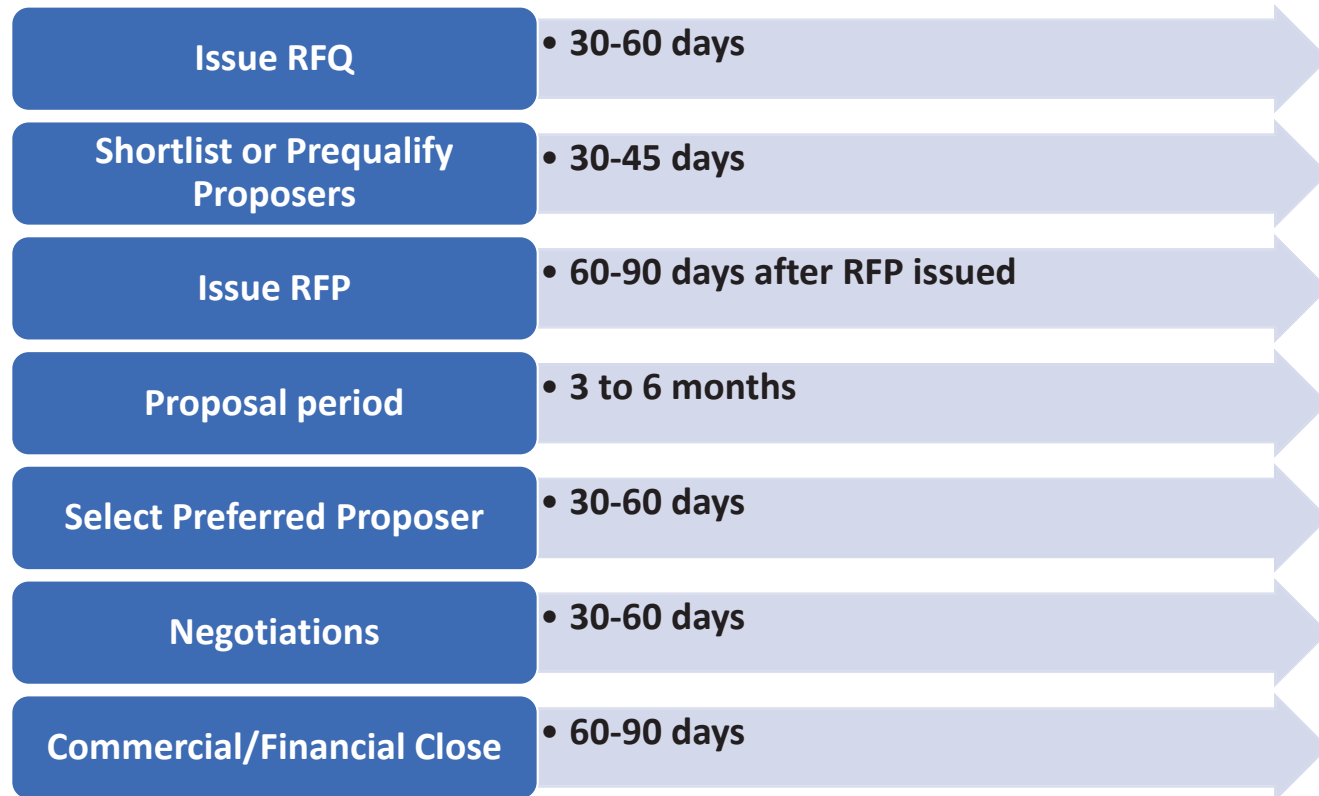 Issue RFQ
• 30-60 days
Shortlist or Prequalify
Proposers
• 30-45 days
Issue RFP
• 60-90 days after RFP issued
Proposal period
• 3 to 6 months
Select Preferred Proposer
• 30-60 days
Negotiations
• 30-60 days
Commercial/Financial Close
• 60-90 days